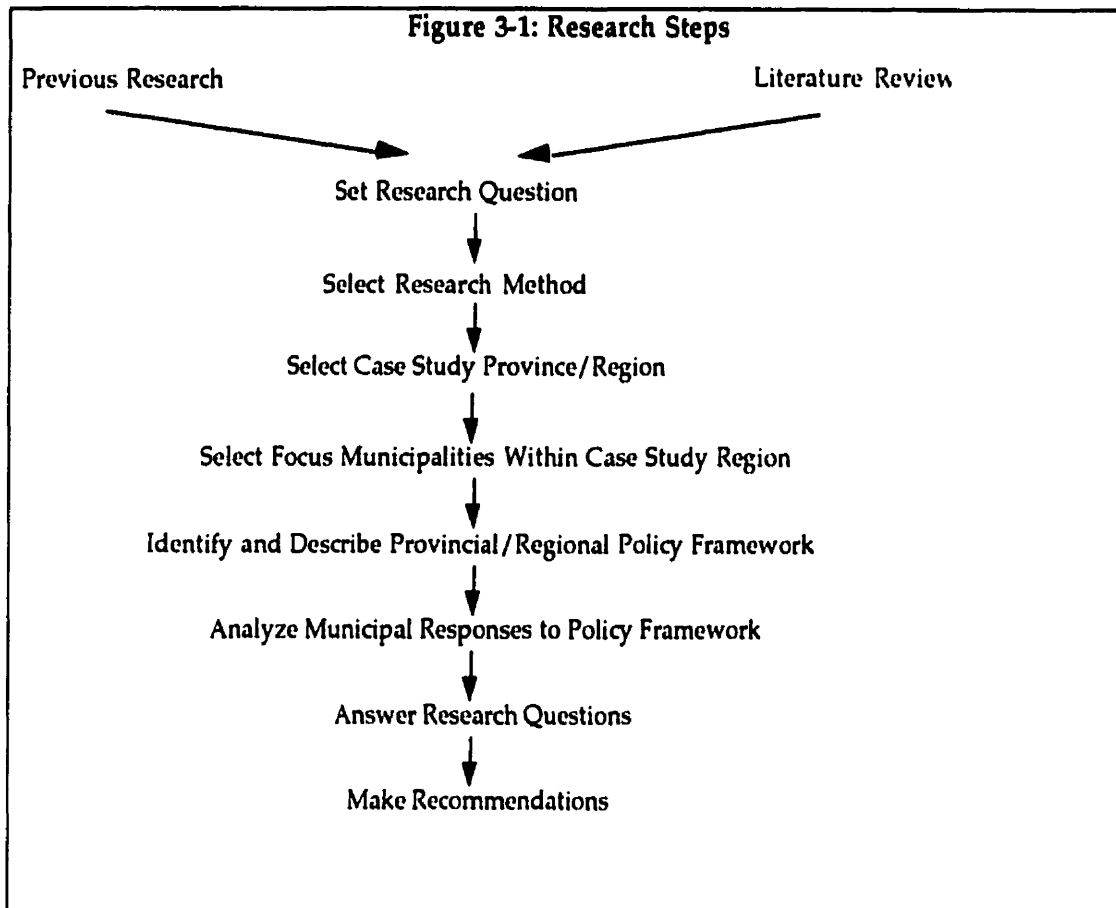 Figure 3-1: Research Steps
Previous Research
Literature Review
Set Research Question
Select Research Method
Select Case Study Province/Region
Select Focus Municipalities Within Case Study Region
Identify and Describe Provincial/Regional Policy Framework
Analyze Municipal Responses to Policy Framework
Answer Research Questions
Make Recommendations